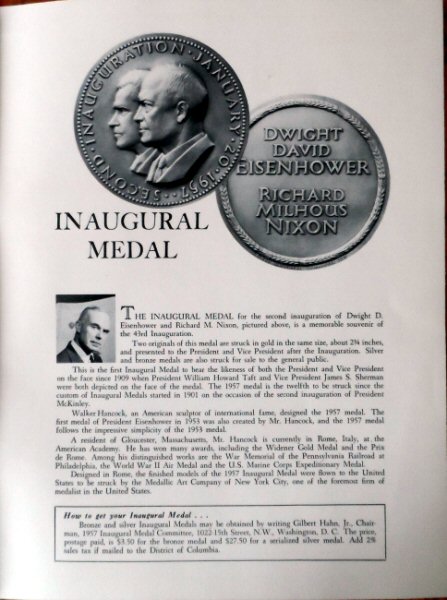 SECOND · INAUGURATION · JANUARY · 20 · 1957
DWIGHT
DAVID
EISENHOWER
RICHARD
MILHOUS
NIXON
INAUGURAL
MEDAL
THE INAUGURAL MEDAL for the second inauguration of Dwight D.
Eisenhower and Richard M. Nixon, pictured above, is a memorable souvenir of
the 43rd Inauguration.
Two originals of this medal are struck in gold in the same size, about 2¾ inches,
and presented to the President and Vice President after the Inauguration. Silver
and bronze medals are also struck for sale to the general public.
This is the first Inaugural Medal to bear the likeness of both the President and Vice President
on the face since 1909 when President William Howard Taft and Vice President James S. Sherman
were both depicted on the face of the medal. The 1957 medal is the twelfth to be struck since the
custom of Inaugural Medals started in 1901 on the occasion of the second inauguration of President
McKinley.
Walker Hancock, an American sculptor of international fame, designed the 1957 medal. The
first medal of President Eisenhower in 1953 was also created by Mr. Hancock, and the 1957 medal
follows the impressive simplicity of the 1953 medal.
A resident of Gloucester, Massachusetts, Mr. Hancock is currently in Rome, Italy, at the
American Academy. He has won many awards, including the Widener Gold Medal and the Prix
de Rome. Among his distinguished works are the War Memorial of the Pennsylvania Railroad at
Philadelphia, the World War II Air Medal and the U.S. Marine Corps Expeditionary Medal.
Designed in Rome, the finished models of the 1957 Inaugural Medal were flown to the United
States to be struck by the Medallic Art Company of New York City, one of the foremost firm of
medalist in the United States.
How to get your Inaugural Medal . . .
Bronze and silver Inaugural Medals may be obtained by writing Gilbert Hahn, Jr., Chair-
man, 1957 Inaugural Medal Committee, 1022-15th Street, N.W., Washington, D. C. The price,
postage paid, is $3.50 for the bronze medal and $27.50 for a serialized silver medal. Add 2%
sales tax if mailed to the District of Columbia.